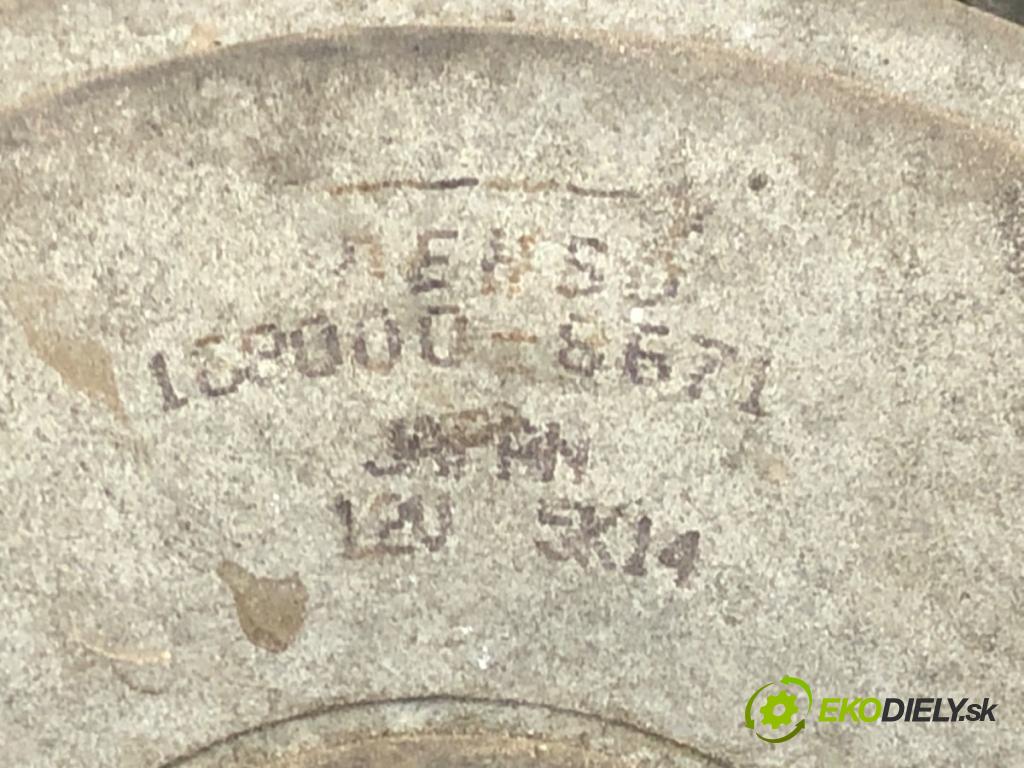 DENSO
168000-8671
JAPAN
12V 5K14
EKODIELY.sk